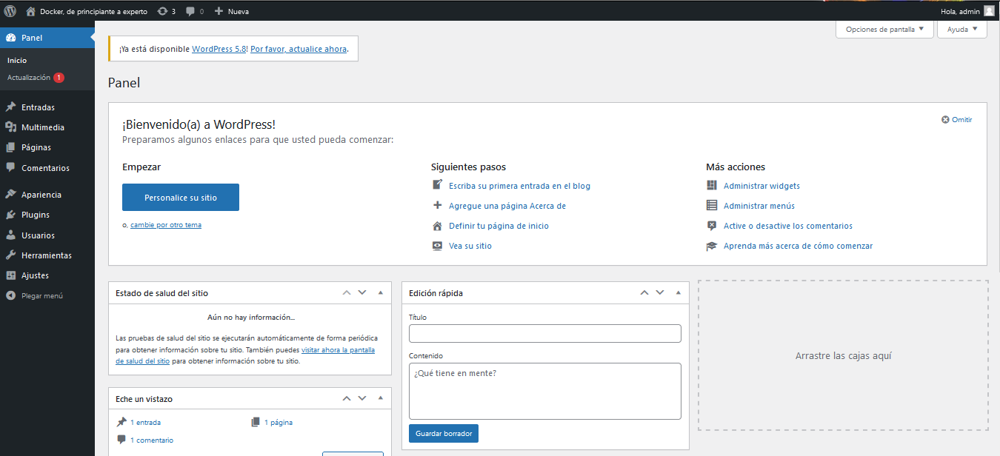 Docker, de principiante a experto 3 0 Nueva
Hola, admin
Panel
Inicio
Actualización 1
Entradas
Multimedia
Páginas
Comentarios
Apariencia
Plugins
Usuarios
Herramientas
Ajustes
Plegar menú
Opciones de pantalla
Ayuda
¡Ya está disponible WordPress 5.8! Por favor, actualice ahora.
Panel
¡Bienvenido(a) a WordPress!
Omitir
Preparamos algunos enlaces para que usted pueda comenzar:
Empezar
Personalice su sitio
o, cambie por otro tema
Siguientes pasos
Escriba su primera entrada en el blog
Agregue una página Acerca de
Definir tu página de inicio
Vea su sitio
Más acciones
Administrar widgets
Administrar menús
Active o desactive los comentarios
Aprenda más acerca de cómo comenzar
Estado de salud del sitio
Aún no hay información...
Las pruebas de salud del sitio se ejecutarán automáticamente de forma periódica
para obtener información sobre tu sitio. También puedes visitar ahora la pantalla
de salud del sitio para obtener información sobre tu sitio.
Eche un vistazo
1 entrada
1 página
1 comentario
Edición rápida
Título
Contenido
¿Qué tiene en mente?
Guardar borrador
Arrastre las cajas aquí